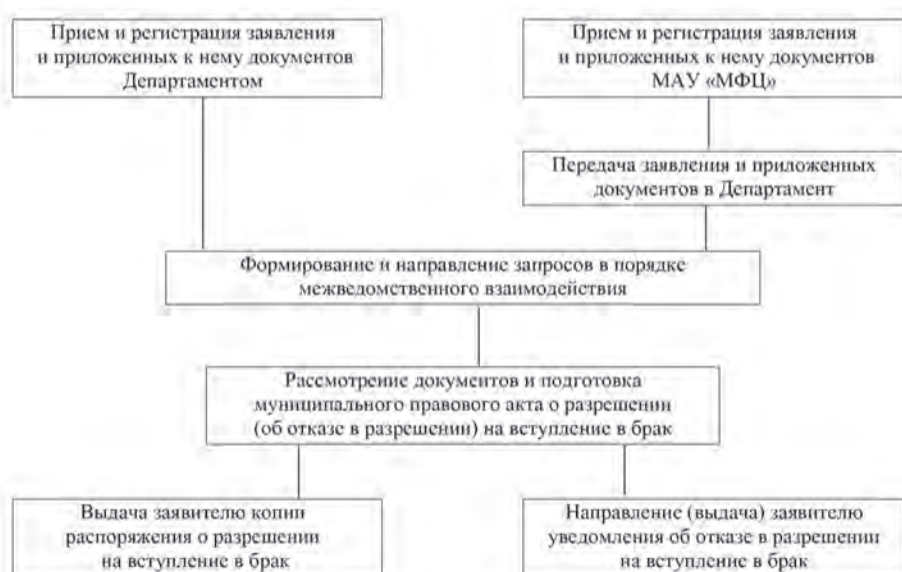 Прием и регистрация заявления
и приложенных к нему документов
Департаментом
Прием и регистрация заявления
и приложенных к нему документов
МАУ «МФЦ»
Передача заявления и приложенных
документов в Департамент
Формирование и направление запросов в порядке
межведомственного взаимодействия
Рассмотрение документов и подготовка
муниципального правового акта о разрешении
(об отказе в разрешении) на вступление в брак
Выдача заявителю копии
распоряжения о разрешении
на вступление в брак
Направление (выдача) заявителю
уведомления об отказе в разрешении
на вступление в брак